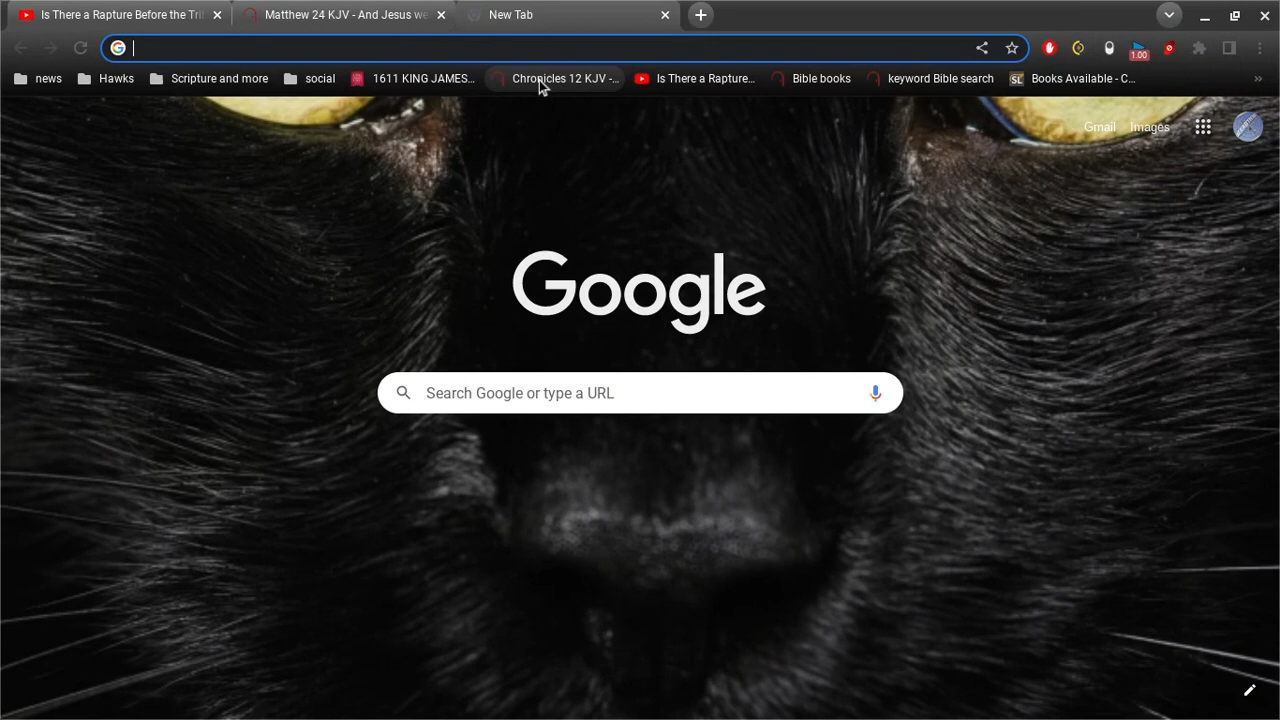 Is There a Rapture Before the Tri
Matthew 24 KJV - And Jesus we
New Tab
1.00
news
Hawks
Scripture and more
social
1611 KING JAMES...
Chronicles 12 KJV -...
Is There a Rapture...
Bible books
keyword Bible search
SL
Books Available - C...
Gmail
Images
Google
Search Google or type a URL